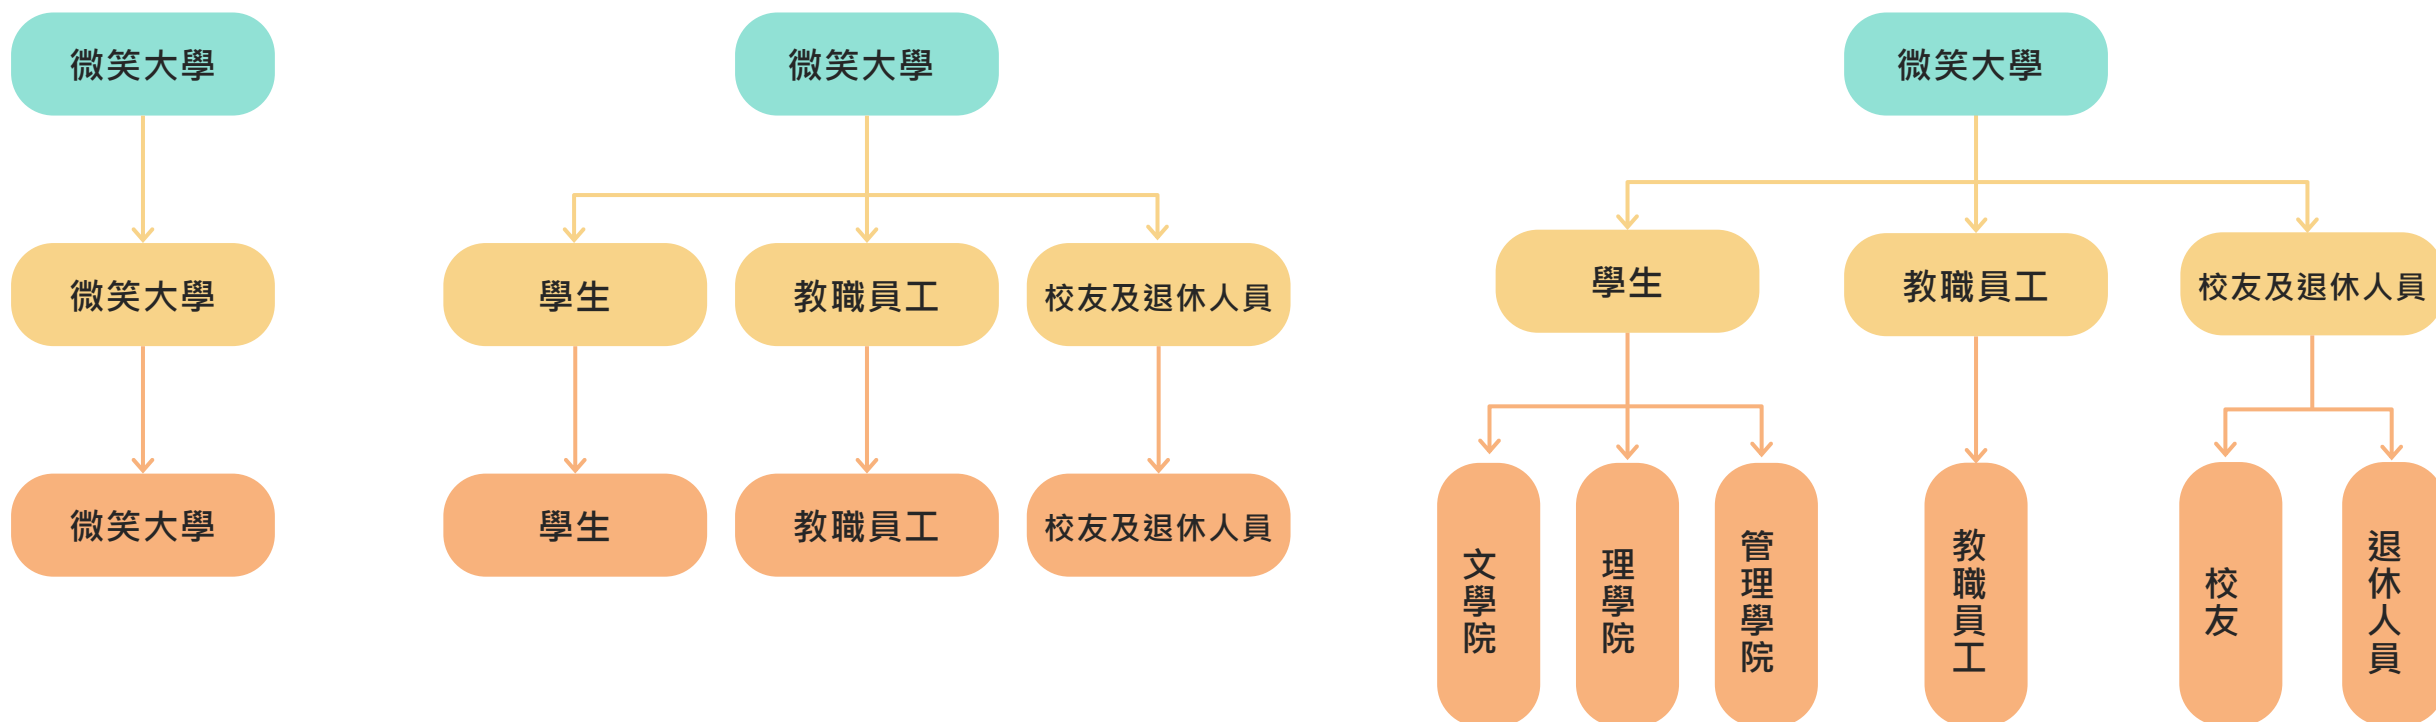 微笑大學
微笑大學
微笑大學
微笑大學
學生
教職員工
校友及退休人員
學生
教職員工
校友及退休人員
微笑大學
學生
教職員工
校友及退休人員
文學院
理學院
管理學院
教職員工
校友
退休人員